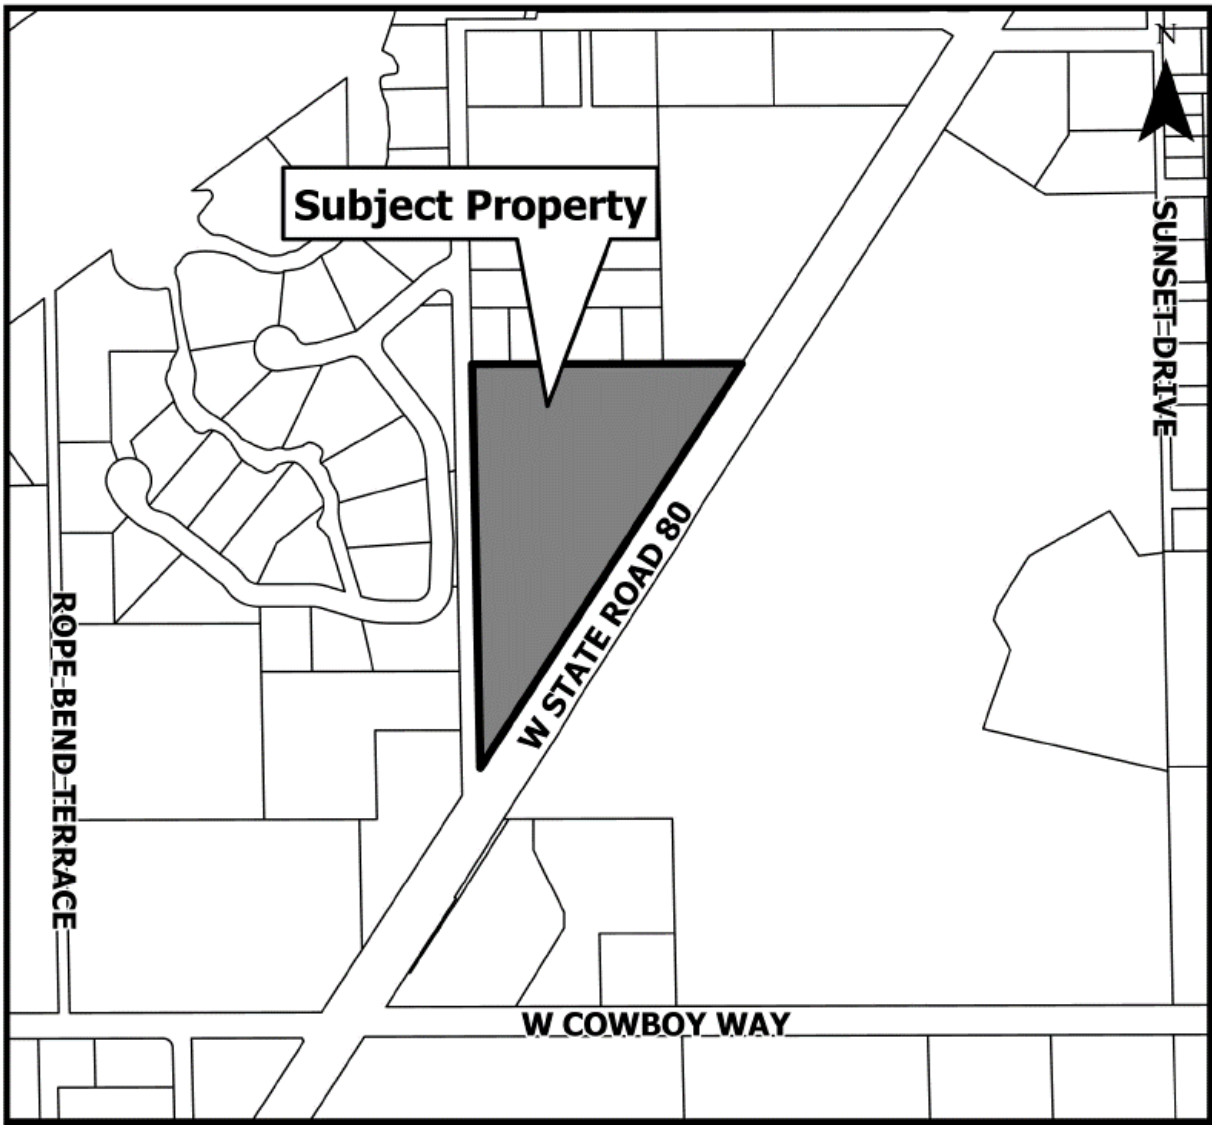 N
Subject Property
SUNSET DRIVE
W STATE ROAD 80
ROPE BEND TERRACE
W COWBOY WAY